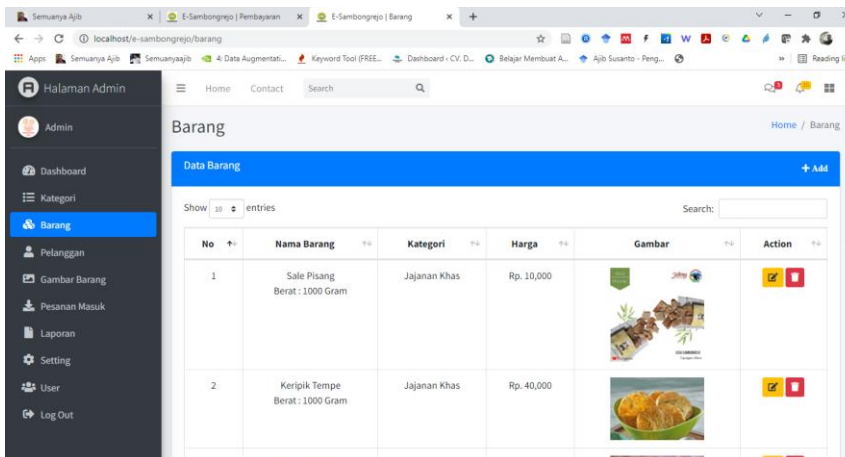 Semuanya Ajib
E-Sambongrejo | Pembayaran
E-Sambongrejo | Barang
localhost/e-sambongrejo/barang
Apps
Semuanya Ajib
Semuanyaajib
4: Data Augmentati...
Keyword Tool (FREE...
Dashboard - CV. D...
Belajar Membuat A...
Ajib Susanto - Peng...
Reading
Halaman Admin
Home
Contact
Search
Admin
Barang
Home / Barang
Dashboard
Kategori
Barang
Pelanggan
Gambar Barang
Pesanan Masuk
Laporan
Setting
User
Log Out
Data Barang
+ Add
Show 10 entries
Search:
No
Nama Barang
Kategori
Harga
Gambar
Action
1
Sale Pisang
Berat : 1000 Gram
Jajanan Khas
Rp. 10,000
2
Keripik Tempe
Berat : 1000 Gram
Jajanan Khas
Rp. 40,000